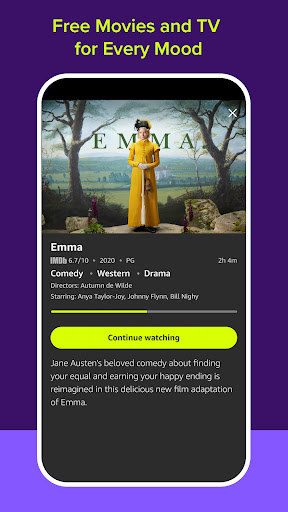 Free Movies and TV
for Every Mood
EMMA.
Emma
IMDb 6.7/10 • 2020 • PG 2h 4m
Comedy • Western • Drama
Directors: Autumn de Wilde
Starring: Anya Taylor-Joy, Johnny Flynn, Bill Nighy
Continue watching
Jane Austen's beloved comedy about finding
your equal and earning your happy ending is
reimagined in this delicious new film adaptation
of Emma.